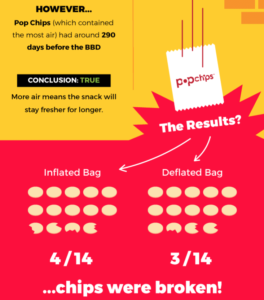 HOWEVER...
Pop Chips (which contained
the most air) had around 290
days before the BBD
CONCLUSION: TRUE
More air means the snack will
stay fresher for longer.
popchips
The Results?
Inflated Bag
Deflated Bag
4/14
3/14
...chips were broken!